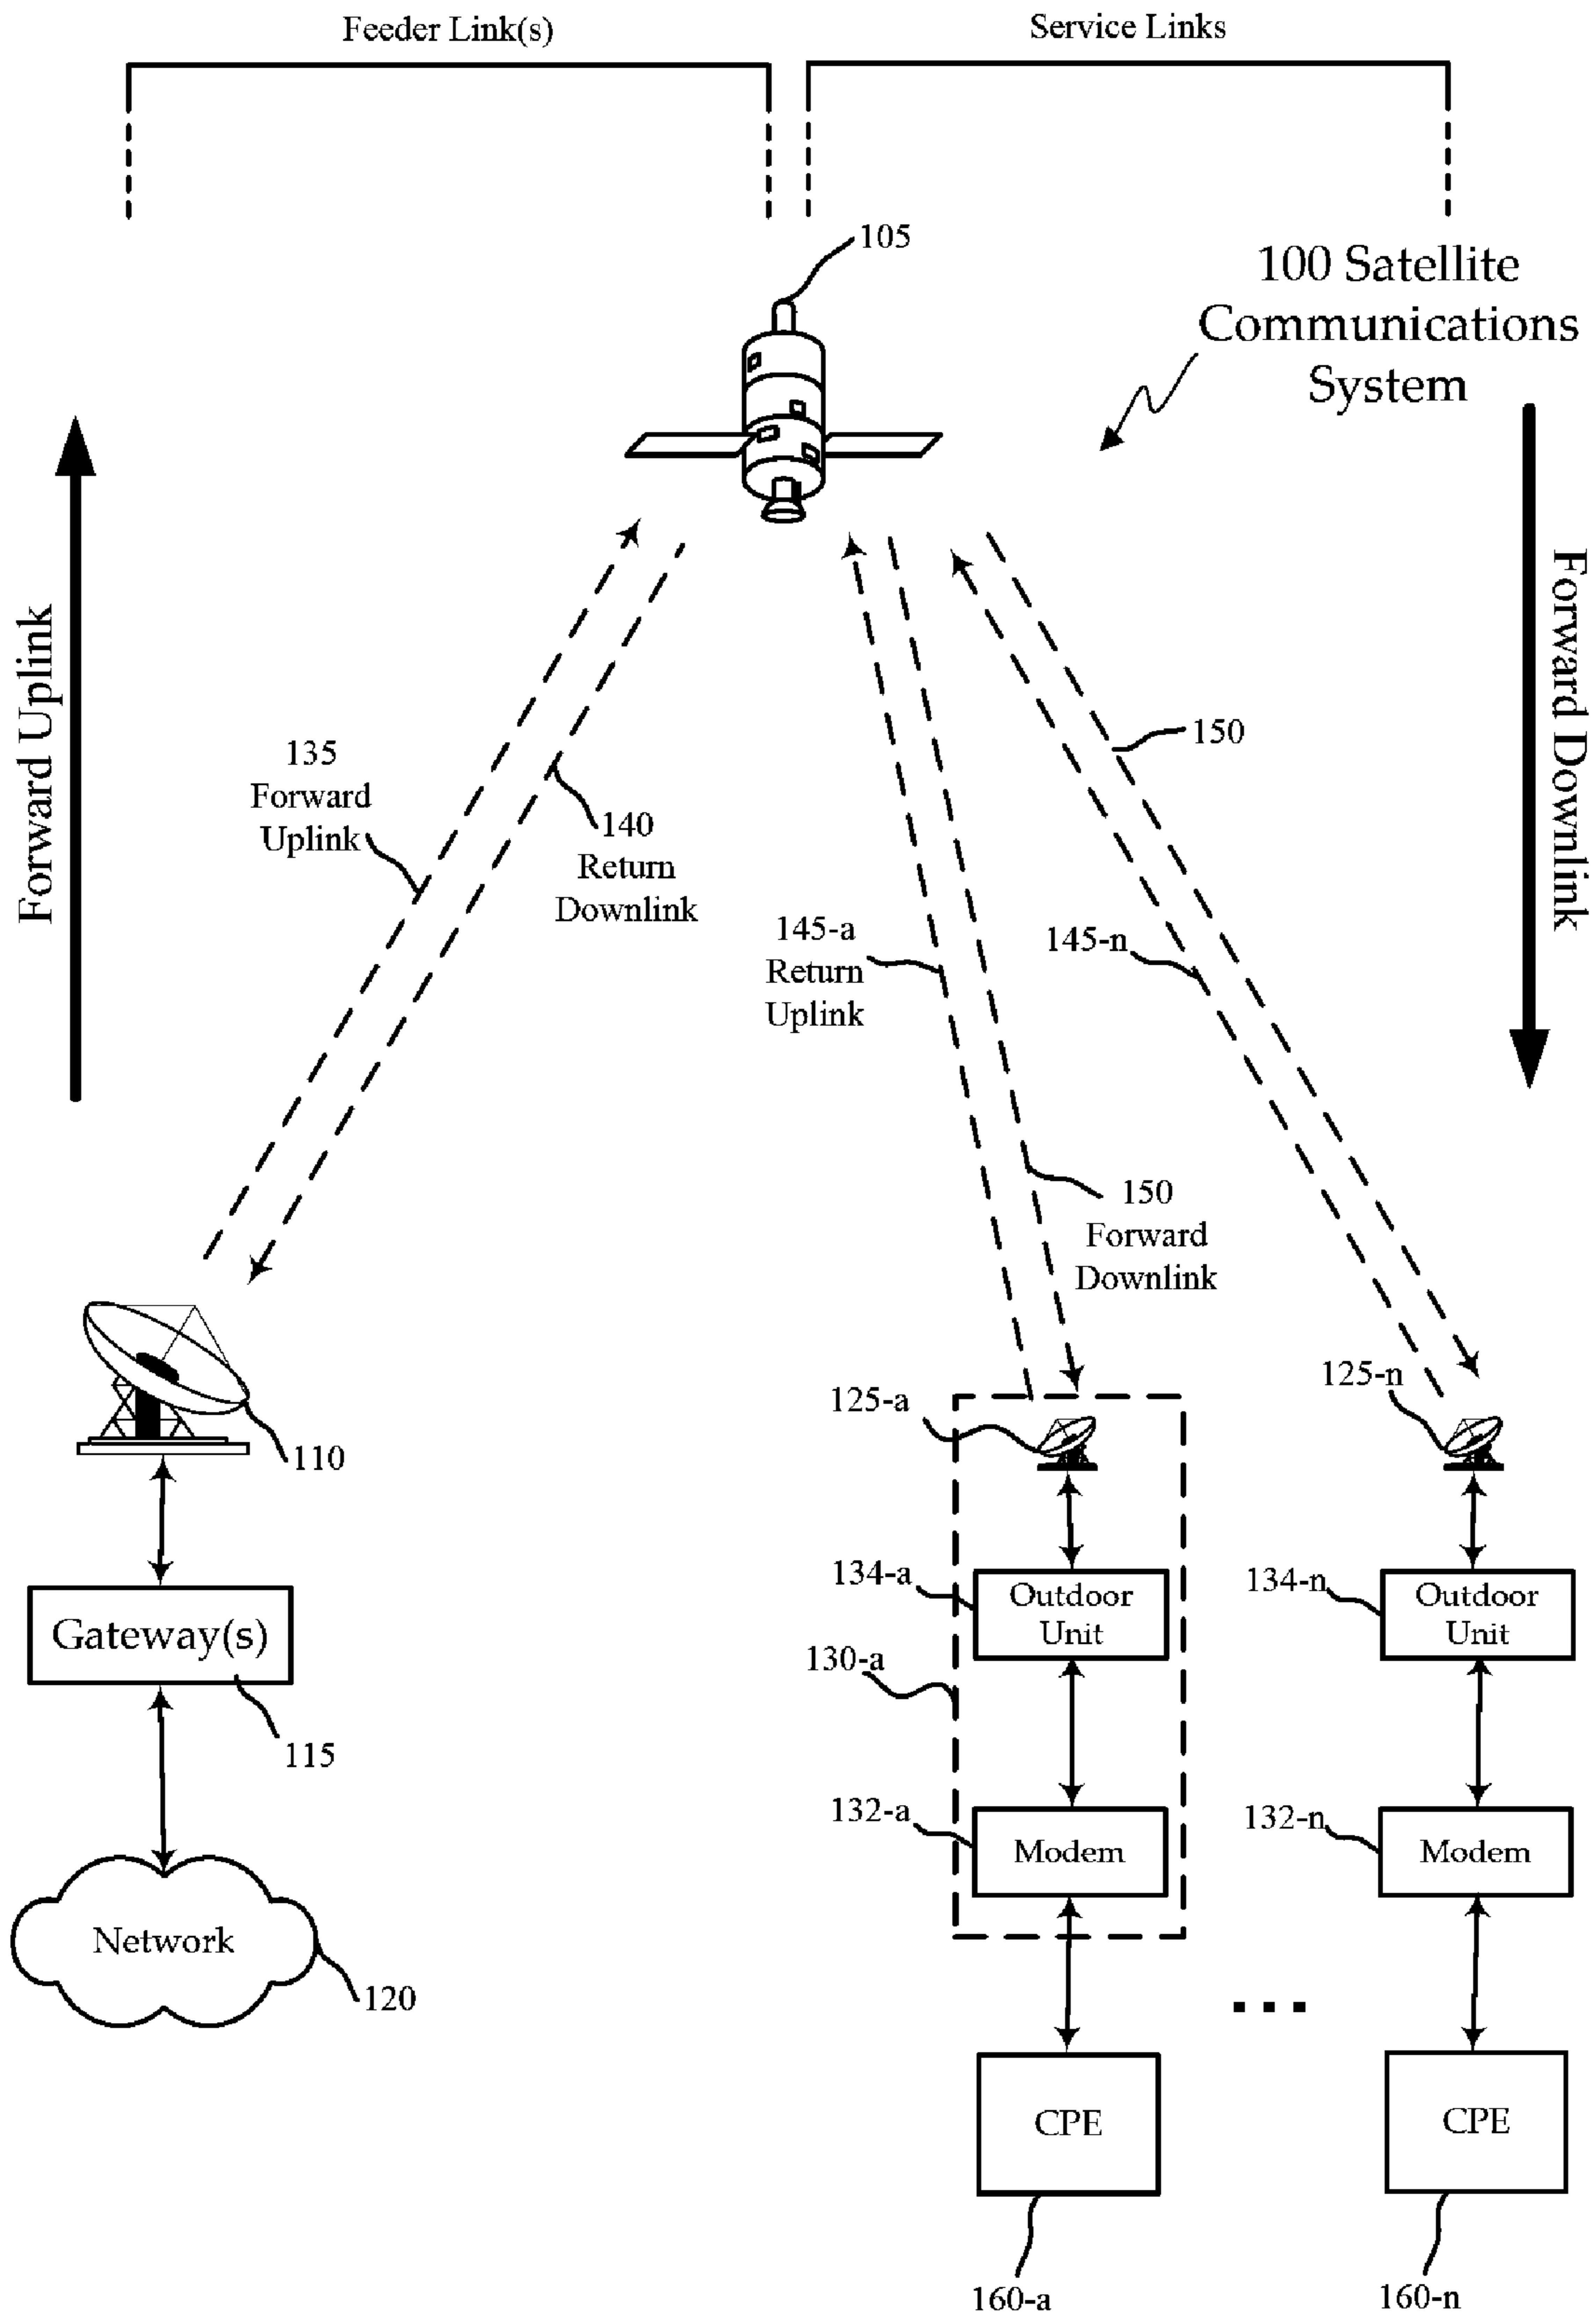 Feeder Link(s)
Service Links
105
100 Satellite
Communications
System
Forward Uplink
Forward Downlink
135
Forward
Uplink
140
Return
Downlink
150
145-a
Return
Uplink
145-n
150
Forward
Downlink
125-a
125-n
110
134-a
Outdoor
Unit
134-n
Outdoor
Unit
Gateway(s)
130-a
115
132-a
Modem
132-n
Modem
Network
120
...
CPE
CPE
160-a
160-n